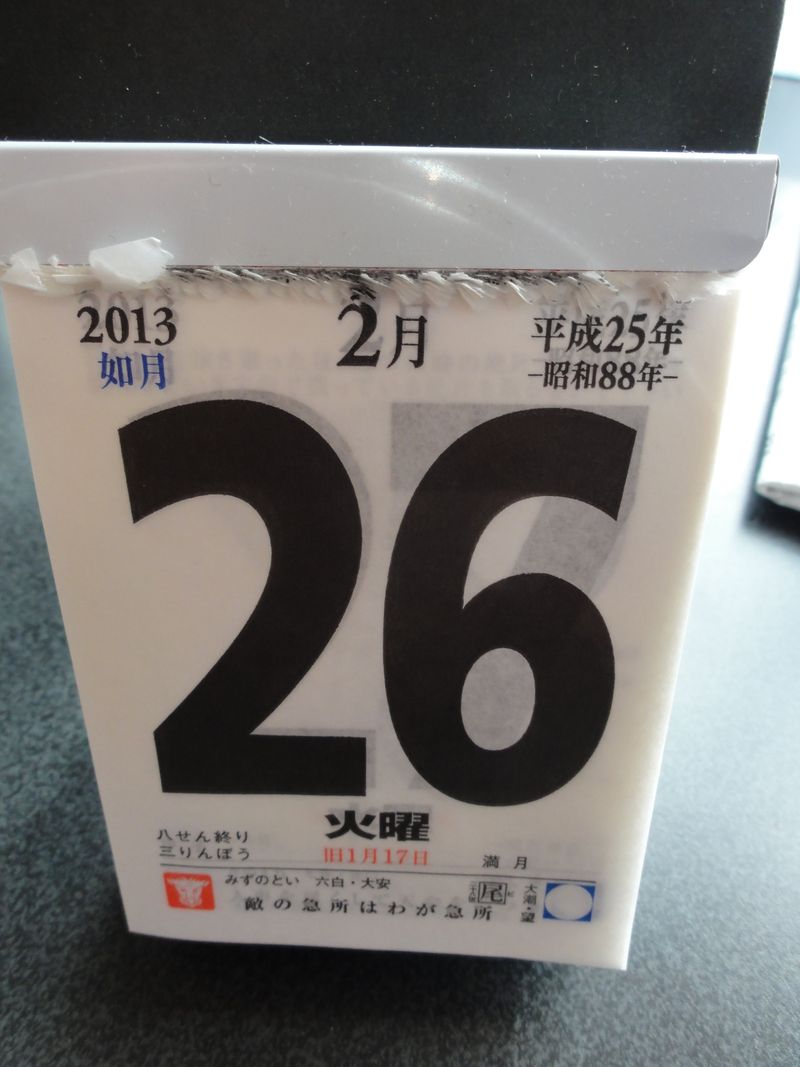 2013
如月
2月
平成25年
-昭和88年-
26
火曜
八せん終り
三りんぼう
旧1月17日
満月
みずのとい 六白・大安
敵の急所はわが急所
尾
大潮・望